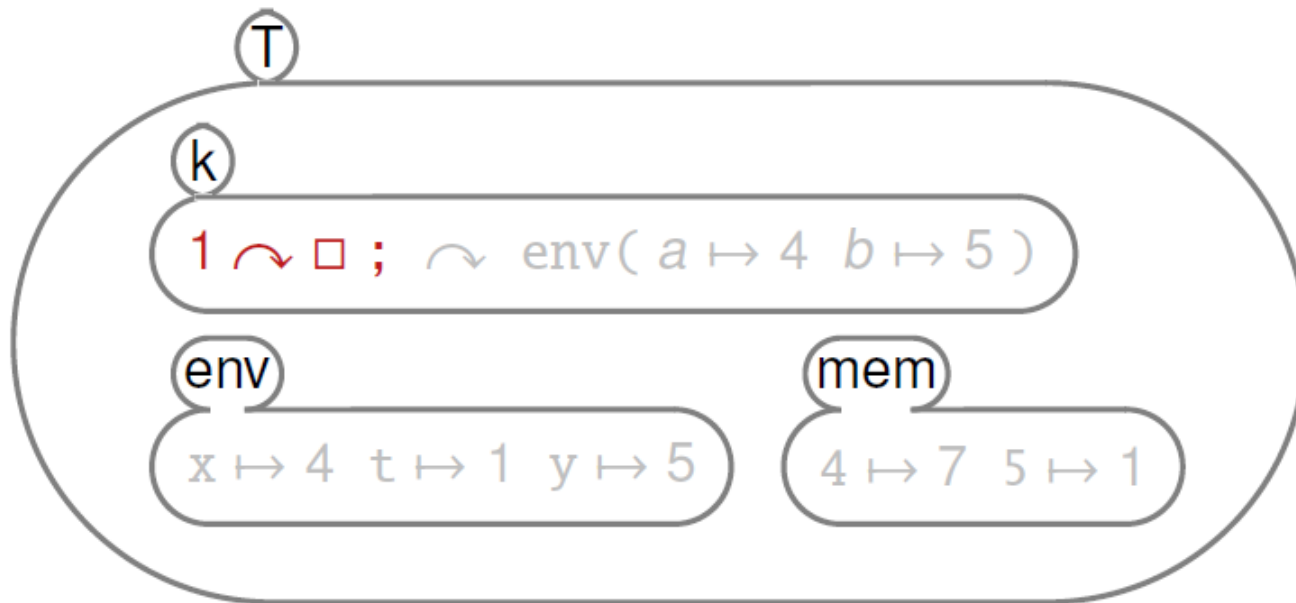 T
k
1 ↷ □ ; ↷ env( a ↦ 4 b ↦ 5 )
env mem
x ↦ 4 t ↦ 1 y ↦ 5 4 ↦ 7 5 ↦ 1